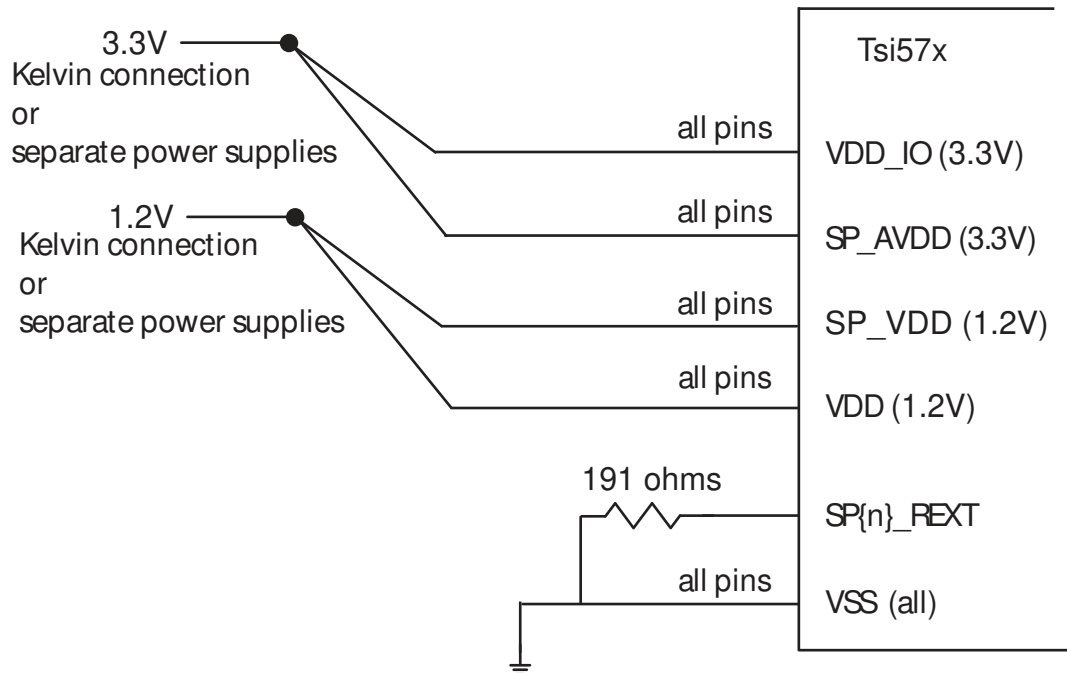 3.3V
Kelvin connection
or
separate power supplies
1.2V
Kelvin connection
or
separate power supplies
Tsi57x
all pins
VDD_IO (3.3V)
all pins
SP_AVDD (3.3V)
all pins
SP_VDD (1.2V)
all pins
VDD (1.2V)
191 ohms
SP{n}_REXT
all pins
VSS (all)